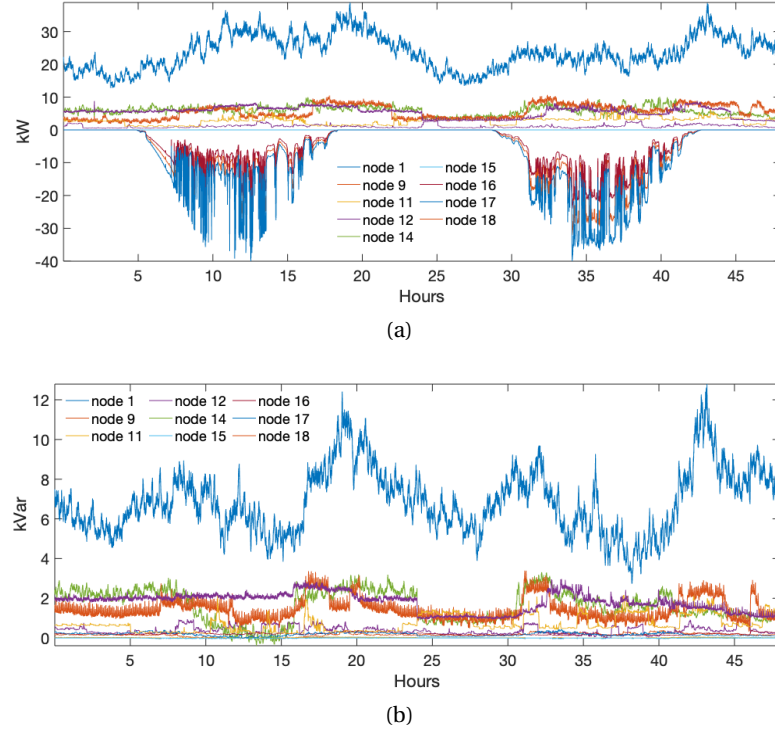 30
20
10
0
-10
-20
-30
-40
kW
node 1 node 15
node 9 node 16
node 11 node 17
node 12 node 18
node 14
5 10 15 20 25 30 35 40 45
Hours
(a)
12
10
8
6
4
2
0
kVar
node 1 node 12 node 16
node 9 node 14 node 17
node 11 node 15 node 18
5 10 15 20 25 30 35 40 45
Hours
(b)